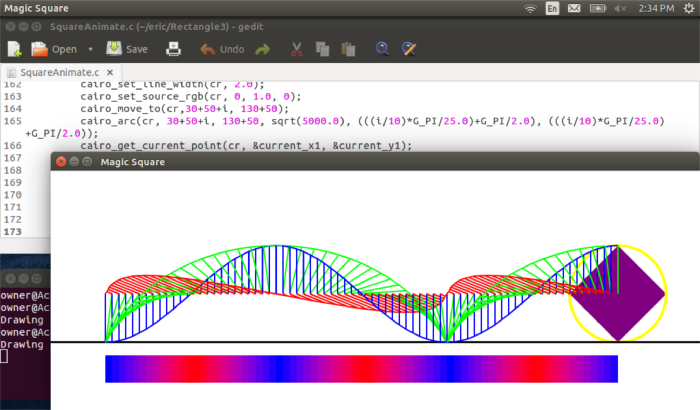 Magic Square
En
2:34 PM
SquareAnimate.c (~/eric/Rectangle3) - gedit
Open
Save
Undo
SquareAnimate.c
162 cairo_set_line_width(cr, 2.0);
163 cairo_set_source_rgb(cr, 0, 1.0, 0);
164 cairo_move_to(cr,30+50+i, 130+50);
165 cairo_arc(cr, 30+50+i, 130+50, sqrt(5000.0), (((i/10)*G_PI/25.0)+G_PI/2.0), (((i/10)*G_PI/25.0)
+G_PI/2.0));
166 cairo_get_current_point(cr, &current_x1, &current_y1);
167
168
169
170
171
172
173
Magic Square
owner@Ac
owner@Ac
Drawing
owner@Ac
Drawing